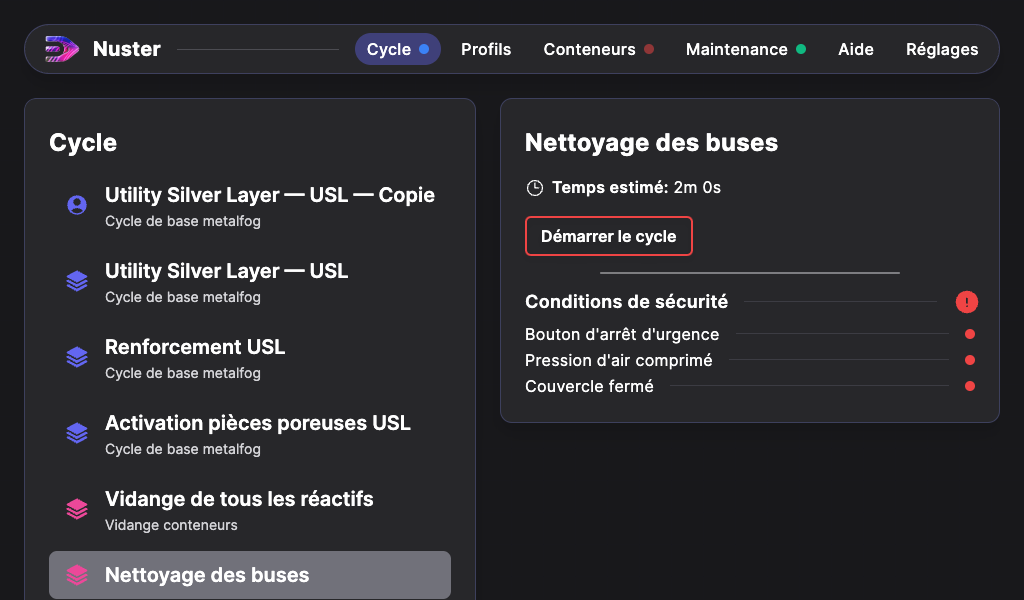 Nuster
Cycle
Profils
Conteneurs
Maintenance
Aide
Réglages
Cycle
Utility Silver Layer — USL — Copie
Cycle de base metalfog
Utility Silver Layer — USL
Cycle de base metalfog
Renforcement USL
Cycle de base metalfog
Activation pièces poreuses USL
Cycle de base metalfog
Vidange de tous les réactifs
Vidange conteneurs
Nettoyage des buses
Nettoyage des buses
Temps estimé: 2m 0s
Démarrer le cycle
Conditions de sécurité
!
Bouton d'arrêt d'urgence
Pression d'air comprimé
Couvercle fermé